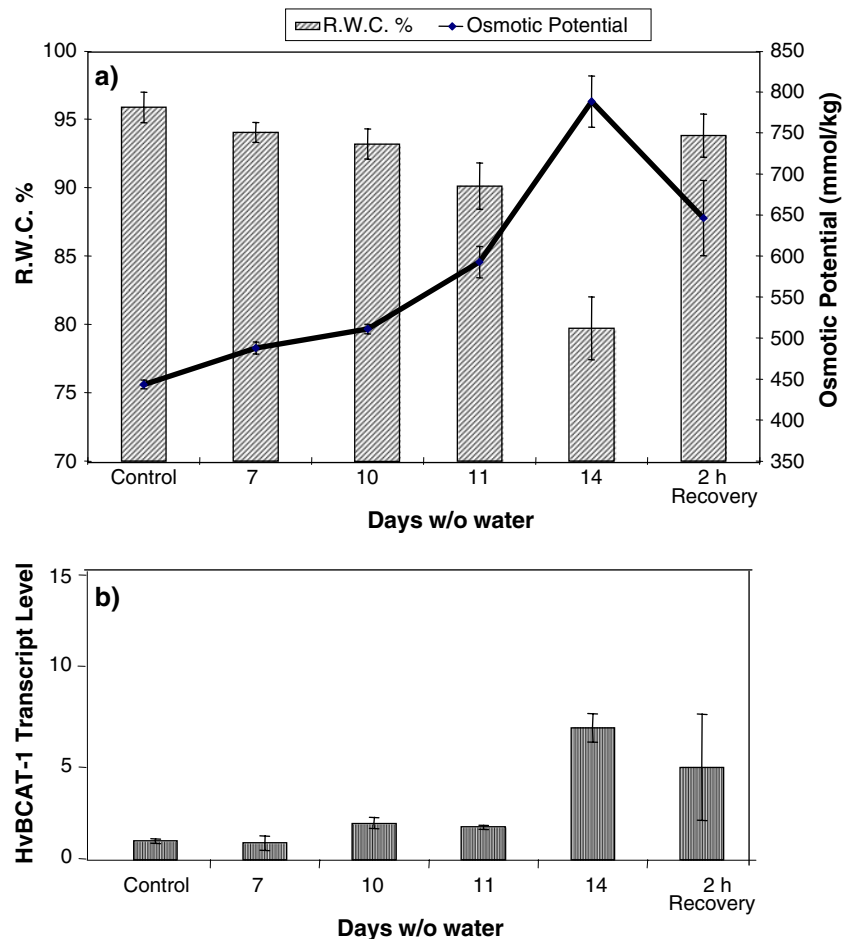 R.W.C. % Osmotic Potential
a)
R.W.C. %
100
95
90
85
80
75
70
Osmotic Potential (mmol/kg)
850
800
750
700
650
600
550
500
450
400
350
Control 7 10 11 14 2 h
Recovery
Days w/o water
b)
HvBCAT-1 Transcript Level
15
10
5
0
Control 7 10 11 14 2 h
Recovery
Days w/o water